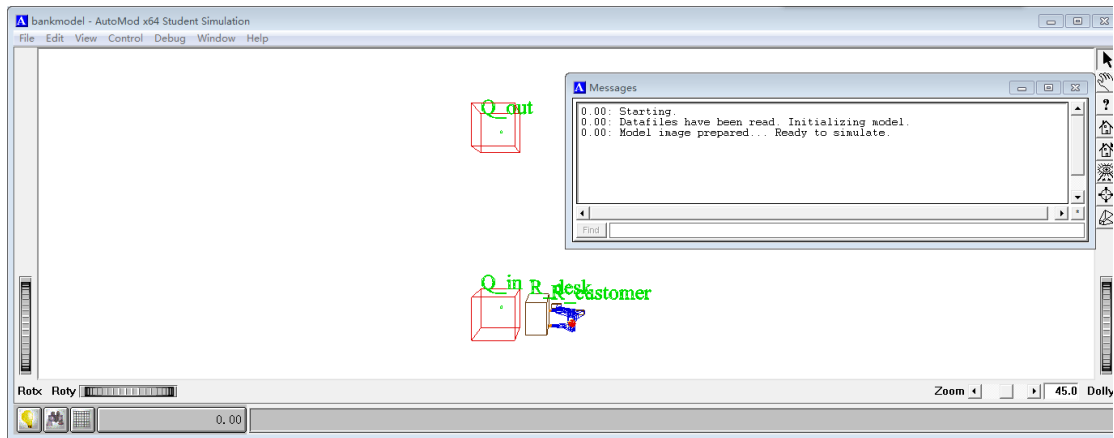 bankmodel - AutoMod x64 Student Simulation
File Edit View Control Debug Window Help
Q_out
Messages
0.00: Starting.
0.00: Datafiles have been read. Initializing model.
0.00: Model image prepared... Ready to simulate.
Find
Q_in R_desk R_customer
Rotx Roty
Zoom 45.0 Dolly
0.00